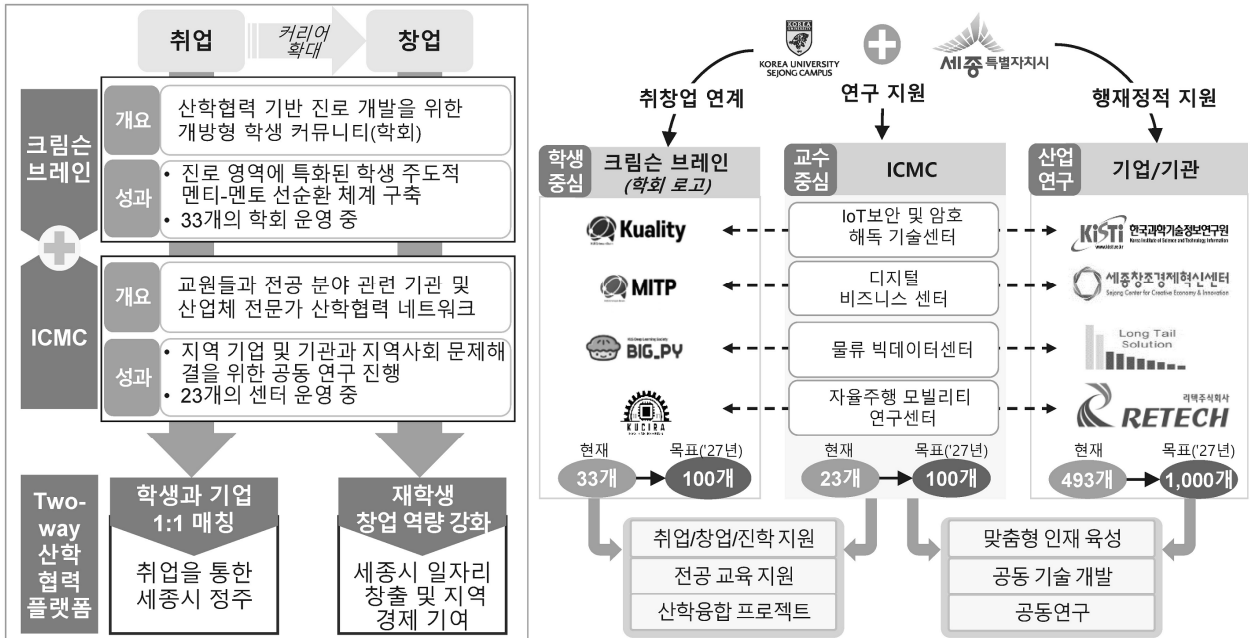 취업
커리어
확대
창업
크림슨
브레인
개요
산학협력 기반 진로 개발을 위한
개방형 학생 커뮤니티(학회)
성과
• 진로 영역에 특화된 학생 주도적
멘티-멘토 선순환 체계 구축
• 33개의 학회 운영 중
ICMC
개요
교원들과 전공 분야 관련 기관 및
산업체 전문가 산학협력 네트워크
성과
• 지역 기업 및 기관과 지역사회 문제해
결을 위한 공동 연구 진행
• 23개의 센터 운영 중
Two-
way
산학
협력
플랫폼
학생과 기업
1:1 매칭
취업을 통한
세종시 정주
재학생
창업 역량 강화
세종시 일자리
창출 및 지역
경제 기여
KOREA
UNIVERSITY
KOREA UNIVERSITY
SEJONG CAMPUS
세종특별자치시
취창업 연계
연구 지원
행재정적 지원
학생
중심
크림슨 브레인
(학회 로고)
교수
중심
ICMC
산업
연구
기업/기관
Kuality
IoT보안 및 암호
해독 기술센터
KiSTi 한국과학기술정보연구원
Korea Institute of Science and Technology Information
MITP
디지털
비즈니스 센터
세종창조경제혁신센터
Sejong Center for Creative Economy & Innovation
BIG_PY
물류 빅데이터센터
Long Tail
Solution
KUCIRA
자율주행 모빌리티
연구센터
리텍주식회사
RETECH
현재
목표('27년)
33개
100개
현재
목표('27년)
23개
100개
현재
목표('27년)
493개
1,000개
취업/창업/진학 지원
전공 교육 지원
산학융합 프로젝트
맞춤형 인재 육성
공동 기술 개발
공동연구